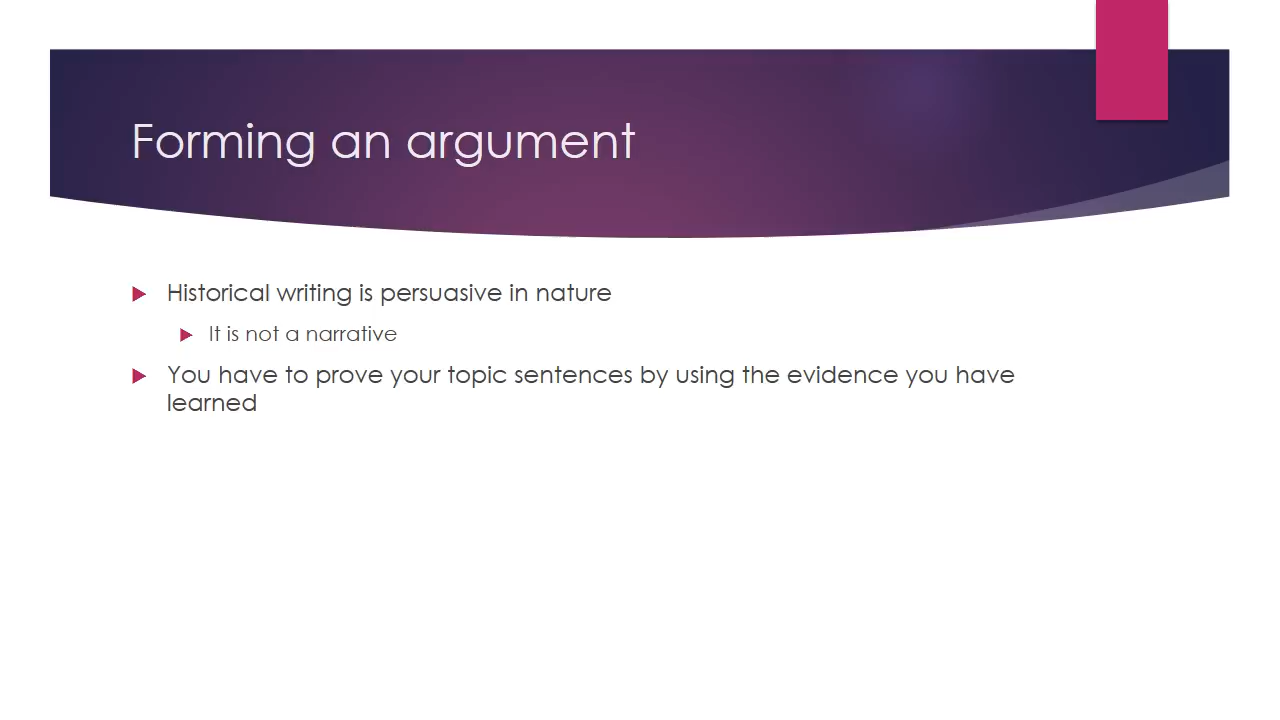 Forming an argument
Historical writing is persuasive in nature
It is not a narrative
You have to prove your topic sentences by using the evidence you have
learned